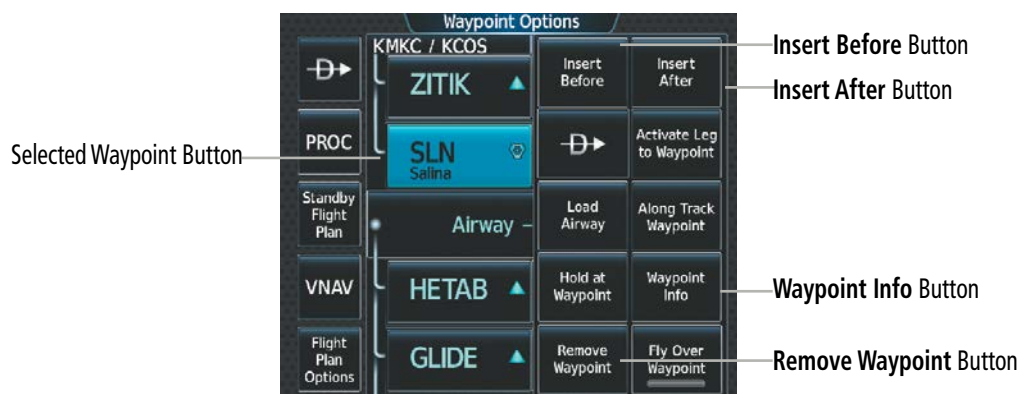 Waypoint Options
KMKC / KCOS
ZITIK
SLN
Salina
Airway
HETAB
GLIDE
PROC
Standby
Flight
Plan
VNAV
Flight
Plan
Options
Insert
Before
Insert
After
D
Activate Leg
to Waypoint
Load
Airway
Along Track
Waypoint
Hold at
Waypoint
Waypoint
Info
Remove
Waypoint
Fly Over
Waypoint
D
Selected Waypoint Button
Insert Before Button
Insert After Button
Waypoint Info Button
Remove Waypoint Button